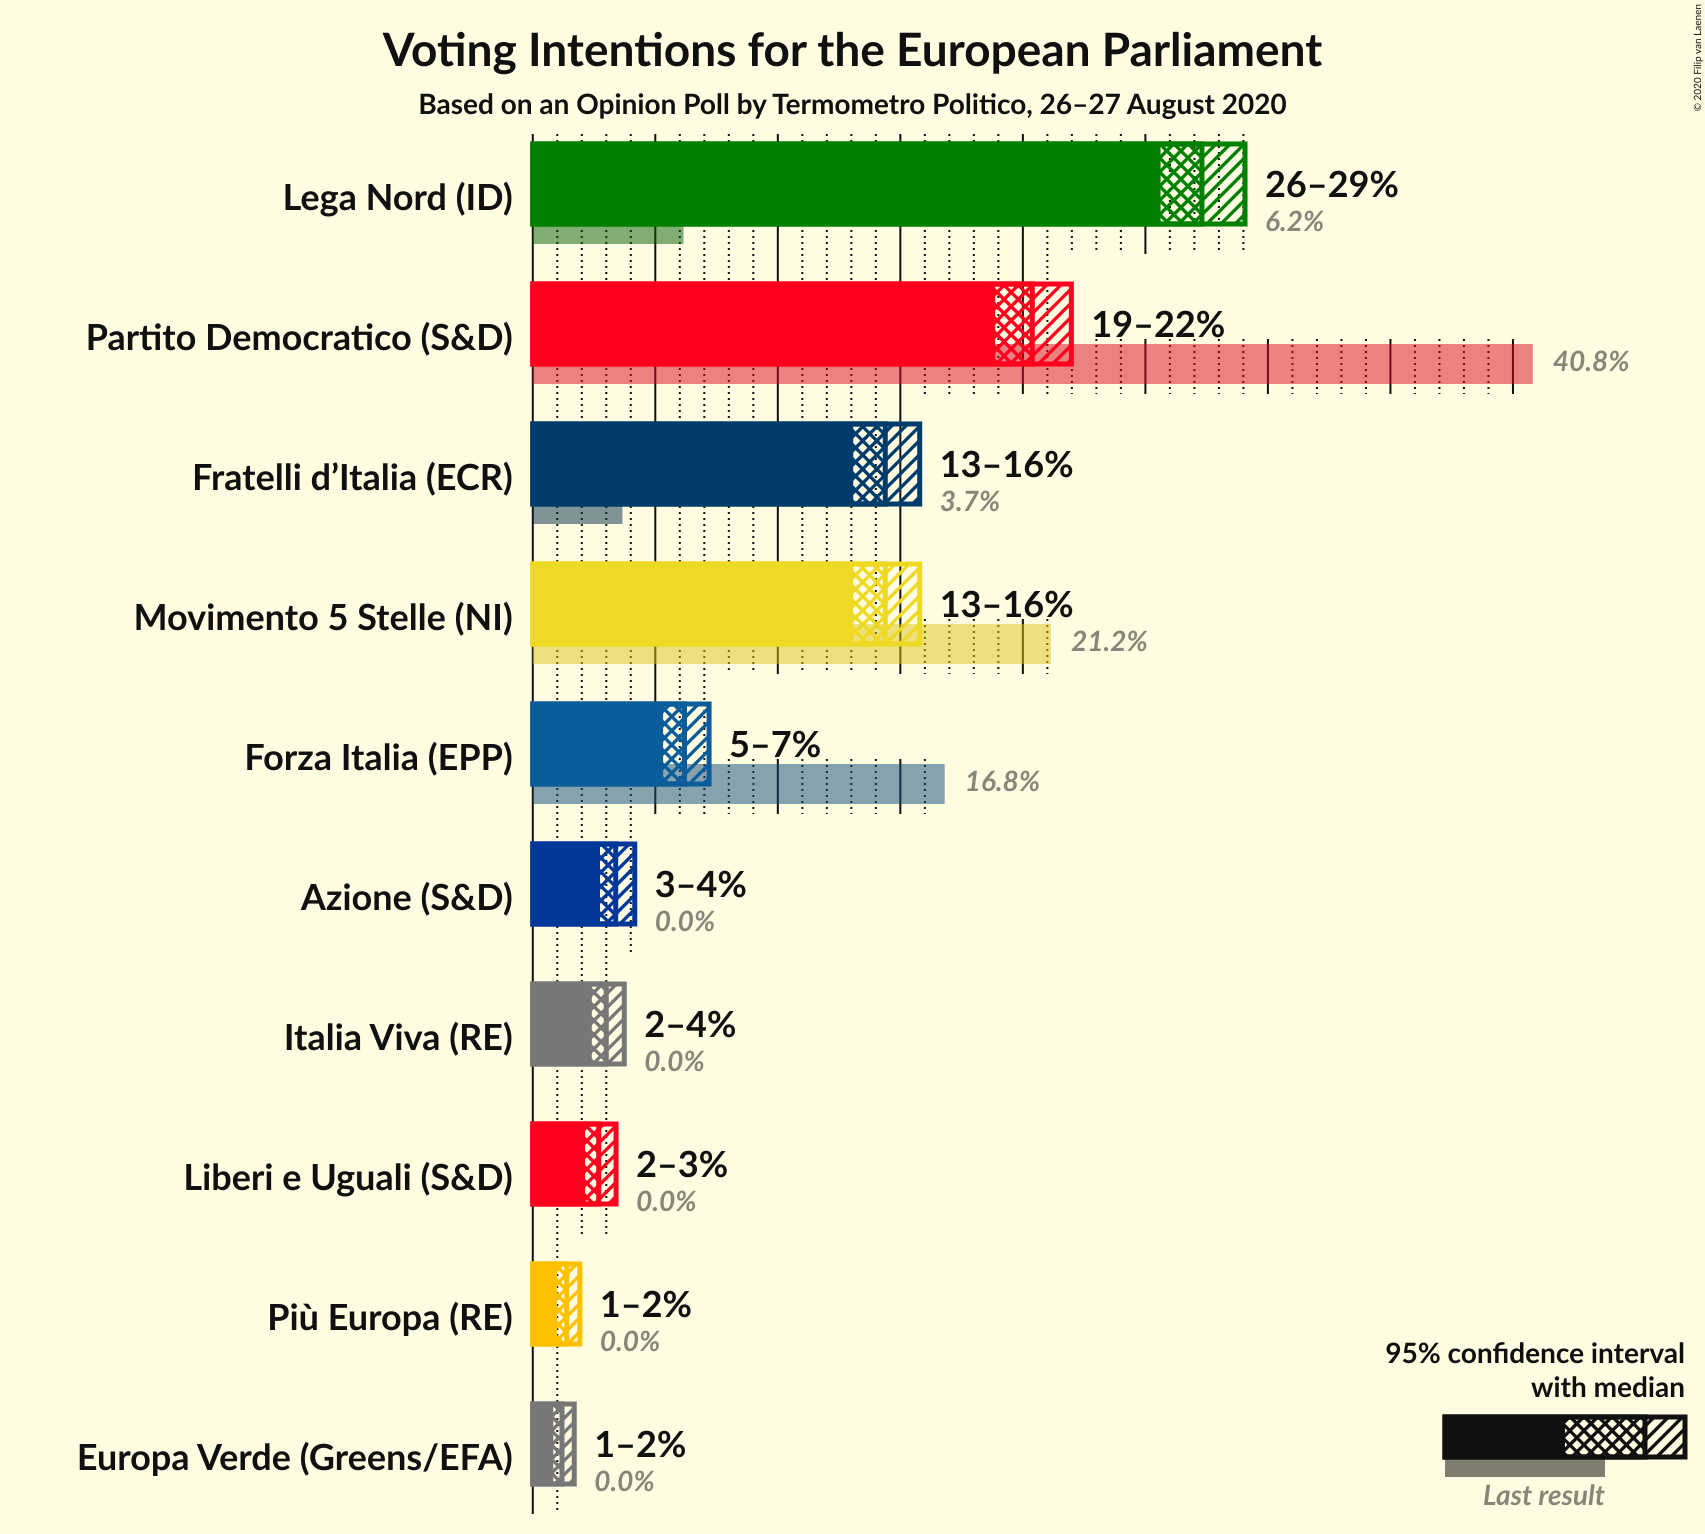 Voting Intentions for the European Parliament
Based on an Opinion Poll by Termometro Politico, 26–27 August 2020
© 2020 Filip van Laenen
Lega Nord (ID)
26–29%
6.2%
Partito Democratico (S&D)
19–22%
40.8%
Fratelli d’Italia (ECR)
13–16%
3.7%
Movimento 5 Stelle (NI)
13–16%
21.2%
Forza Italia (EPP)
5–7%
16.8%
Azione (S&D)
3–4%
0.0%
Italia Viva (RE)
2–4%
0.0%
Liberi e Uguali (S&D)
2–3%
0.0%
Più Europa (RE)
1–2%
0.0%
Europa Verde (Greens/EFA)
1–2%
0.0%
95% confidence interval
with median
Last result